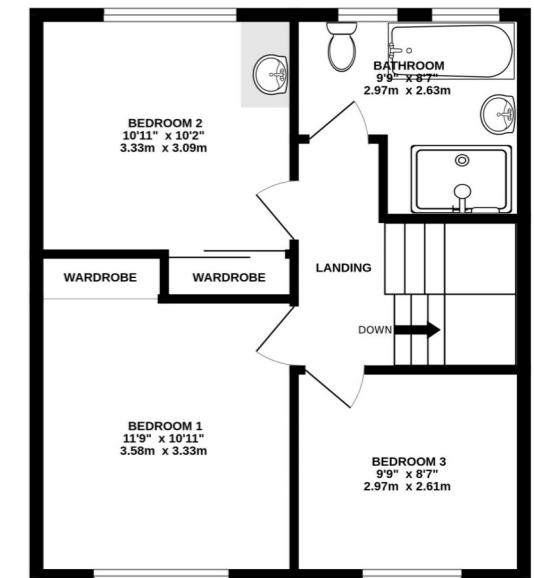 BATHROOM
9'9" x 8'7"
2.97m x 2.63m
BEDROOM 2
10'11" x 10'2"
3.33m x 3.09m
WARDROBE
WARDROBE
LANDING
DOWN
BEDROOM 1
11'9" x 10'11"
3.58m x 3.33m
BEDROOM 3
9'9" x 8'7"
2.97m x 2.61m